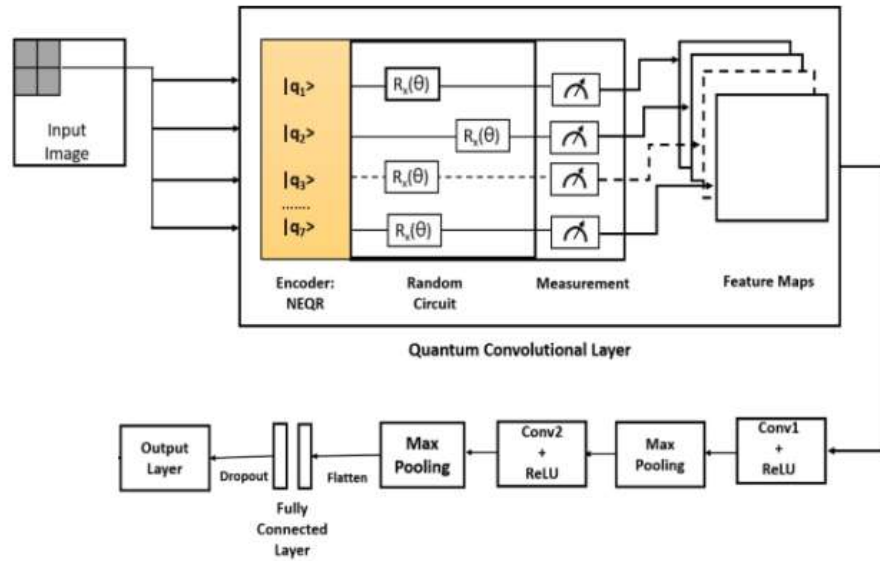 Input
Image
|q₁>
|q₂>
|q₃>
.......
|q₇>
Rₓ(θ)
Rₓ(θ)
Rₓ(θ)
Rₓ(θ)
Encoder:
NEQR
Random
Circuit
Measurement
Feature Maps
Quantum Convolutional Layer
Conv1
+
ReLU
Max
Pooling
Conv2
+
ReLU
Max
Pooling
Flatten
Fully
Connected
Layer
Dropout
Output
Layer